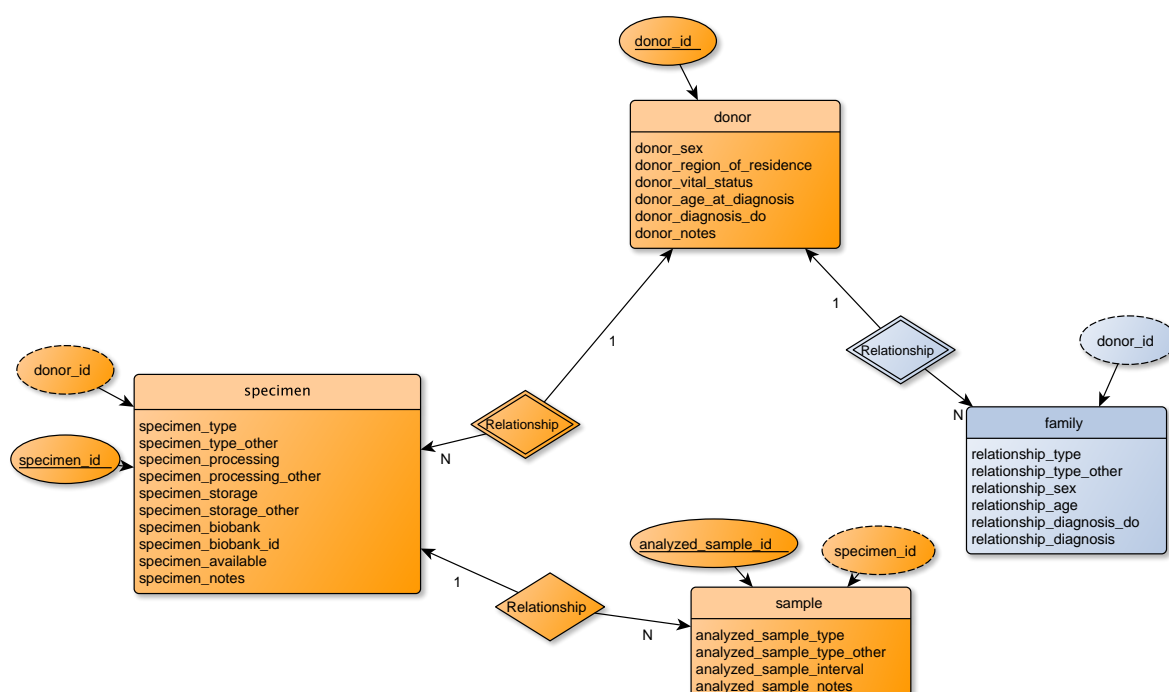 donor_id
donor
donor_sex
donor_region_of_residence
donor_vital_status
donor_age_at_diagnosis
donor_diagnosis_do
donor_notes
1
1
donor_id
specimen
specimen_type
specimen_type_other
specimen_processing
specimen_processing_other
specimen_storage
specimen_storage_other
specimen_biobank
specimen_biobank_id
specimen_available
specimen_notes
specimen_id
Relationship
N
Relationship
N
donor_id
family
relationship_type
relationship_type_other
relationship_sex
relationship_age
relationship_diagnosis_do
relationship_diagnosis
1
Relationship
N
analyzed_sample_id
specimen_id
sample
analyzed_sample_type
analyzed_sample_type_other
analyzed_sample_interval
analyzed_sample_notes